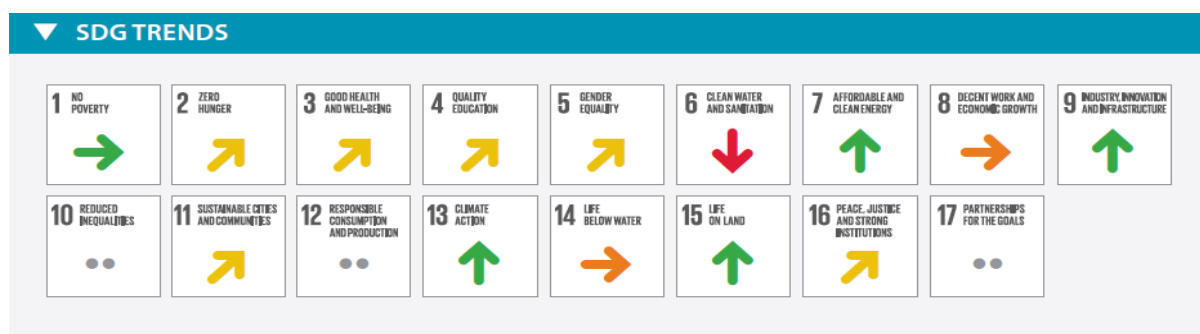 SDG TRENDS
1 NO
POVERTY
2 ZERO
HUNGER
3 GOOD HEALTH
AND WELL-BEING
4 QUALITY
EDUCATION
5 GENDER
EQUALITY
6 CLEAN WATER
AND SANITATION
7 AFFORDABLE AND
CLEAN ENERGY
8 DECENT WORK AND
ECONOMIC GROWTH
9 INDUSTRY, INNOVATION
AND INFRASTRUCTURE
10 REDUCED
INEQUALITIES
11 SUSTAINABLE CITIES
AND COMMUNITIES
12 RESPONSIBLE
CONSUMPTION
AND PRODUCTION
13 CLIMATE
ACTION
14 LIFE
BELOW WATER
15 LIFE
ON LAND
16 PEACE, JUSTICE
AND STRONG
INSTITUTIONS
17 PARTNERSHIPS
FOR THE GOALS